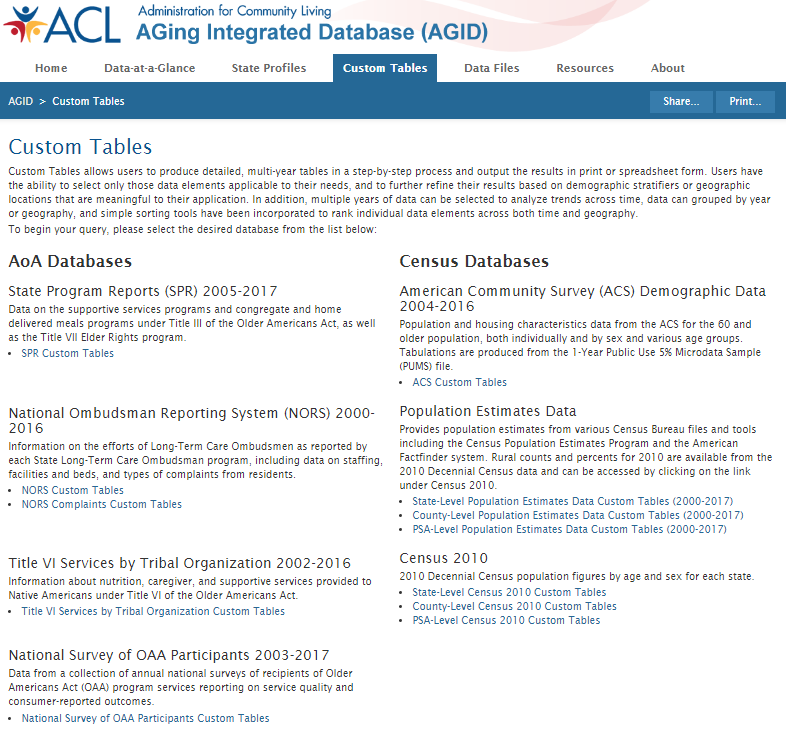 ACL
Administration for Community Living
AGing Integrated Database (AGID)
Home Data-at-a-Glance State Profiles Custom Tables Data Files Resources About
AGID > Custom Tables
Share... Print...
Custom Tables
Custom Tables allows users to produce detailed, multi-year tables in a step-by-step process and output the results in print or spreadsheet form. Users have
the ability to select only those data elements applicable to their needs, and to further refine their results based on demographic stratifiers or geographic
locations that are meaningful to their application. In addition, multiple years of data can be selected to analyze trends across time, data can grouped by year
or geography, and simple sorting tools have been incorporated to rank individual data elements across both time and geography.
To begin your query, please select the desired database from the list below:
AoA Databases
State Program Reports (SPR) 2005-2017
Data on the supportive services programs and congregate and home
delivered meals programs under Title III of the Older Americans Act, as well
as the Title VII Elder Rights program.
• SPR Custom Tables
National Ombudsman Reporting System (NORS) 2000-
2016
Information on the efforts of Long-Term Care Ombudsmen as reported by
each State Long-Term Care Ombudsman program, including data on staffing,
facilities and beds, and types of complaints from residents.
• NORS Custom Tables
• NORS Complaints Custom Tables
Title VI Services by Tribal Organization 2002-2016
Information about nutrition, caregiver, and supportive services provided to
Native Americans under Title VI of the Older Americans Act.
• Title VI Services by Tribal Organization Custom Tables
National Survey of OAA Participants 2003-2017
Data from a collection of annual national surveys of recipients of Older
Americans Act (OAA) program services reporting on service quality and
consumer-reported outcomes.
• National Survey of OAA Participants Custom Tables
Census Databases
American Community Survey (ACS) Demographic Data
2004-2016
Population and housing characteristics data from the ACS for the 60 and
older population, both individually and by sex and various age groups.
Tabulations are produced from the 1-Year Public Use 5% Microdata Sample
(PUMS) file.
• ACS Custom Tables
Population Estimates Data
Provides population estimates from various Census Bureau files and tools
including the Census Population Estimates Program and the American
Factfinder system. Rural counts and percents for 2010 are available from the
2010 Decennial Census data and can be accessed by clicking on the link
under Census 2010.
• State-Level Population Estimates Data Custom Tables (2000-2017)
• County-Level Population Estimates Data Custom Tables (2000-2017)
• PSA-Level Population Estimates Data Custom Tables (2000-2017)
Census 2010
2010 Decennial Census population figures by age and sex for each state.
• State-Level Census 2010 Custom Tables
• County-Level Census 2010 Custom Tables
• PSA-Level Census 2010 Custom Tables